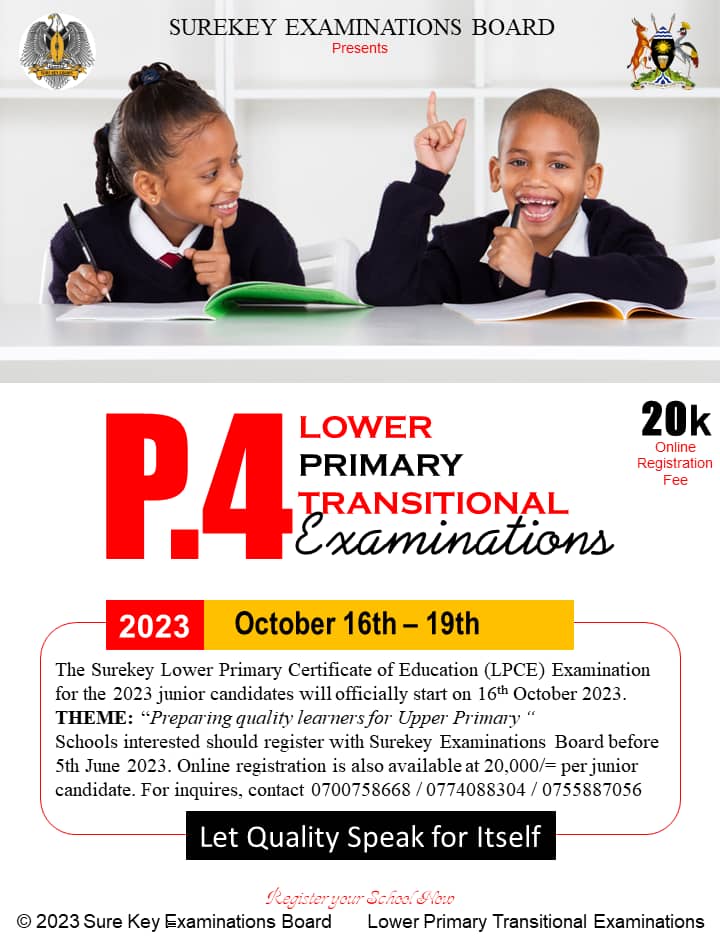 SUREKEY EXAMINATIONS BOARD
Presents
SURE KEY EXAMS
P.4
LOWER
PRIMARY
TRANSITIONAL
Examinations
20k
Online
Registration
Fee
2023 October 16th – 19th
The Surekey Lower Primary Certificate of Education (LPCE) Examination
for the 2023 junior candidates will officially start on 16th October 2023.
THEME: “Preparing quality learners for Upper Primary “
Schools interested should register with Surekey Examinations Board before
5th June 2023. Online registration is also available at 20,000/= per junior
candidate. For inquires, contact 0700758668 / 0774088304 / 0755887056
Let Quality Speak for Itself
Register your School Now
© 2023 Sure Key Examinations Board Lower Primary Transitional Examinations